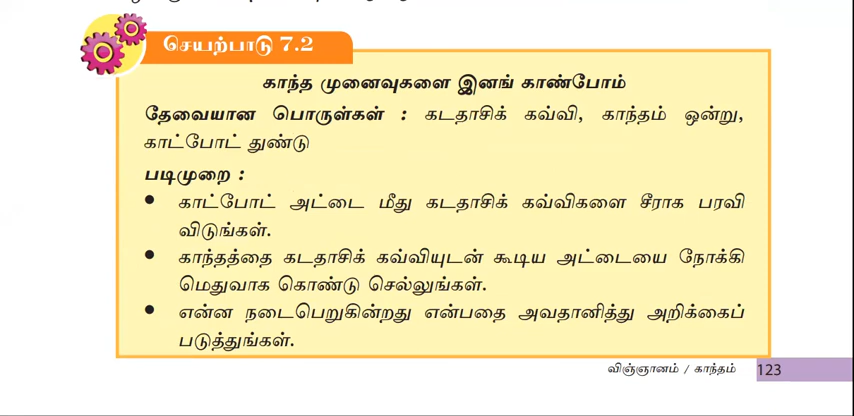 செயற்பாடு 7.2
காந்த முனைவுகளை இனங் காண்போம்
தேவையான பொருள்கள் : கடதாசிக் கவ்வி, காந்தம் ஒன்று,
காட்போட் துண்டு
படிமுறை :
● காட்போட் அட்டை மீது கடதாசிக் கவ்விகளை சீராக பரவி
விடுங்கள்.
● காந்தத்தை கடதாசிக் கவ்வியுடன் கூடிய அட்டையை நோக்கி
மெதுவாக கொண்டு செல்லுங்கள்.
● என்ன நடைபெறுகின்றது என்பதை அவதானித்து அறிக்கைப்
படுத்துங்கள்.
விஞ்ஞானம் / காந்தம் 123